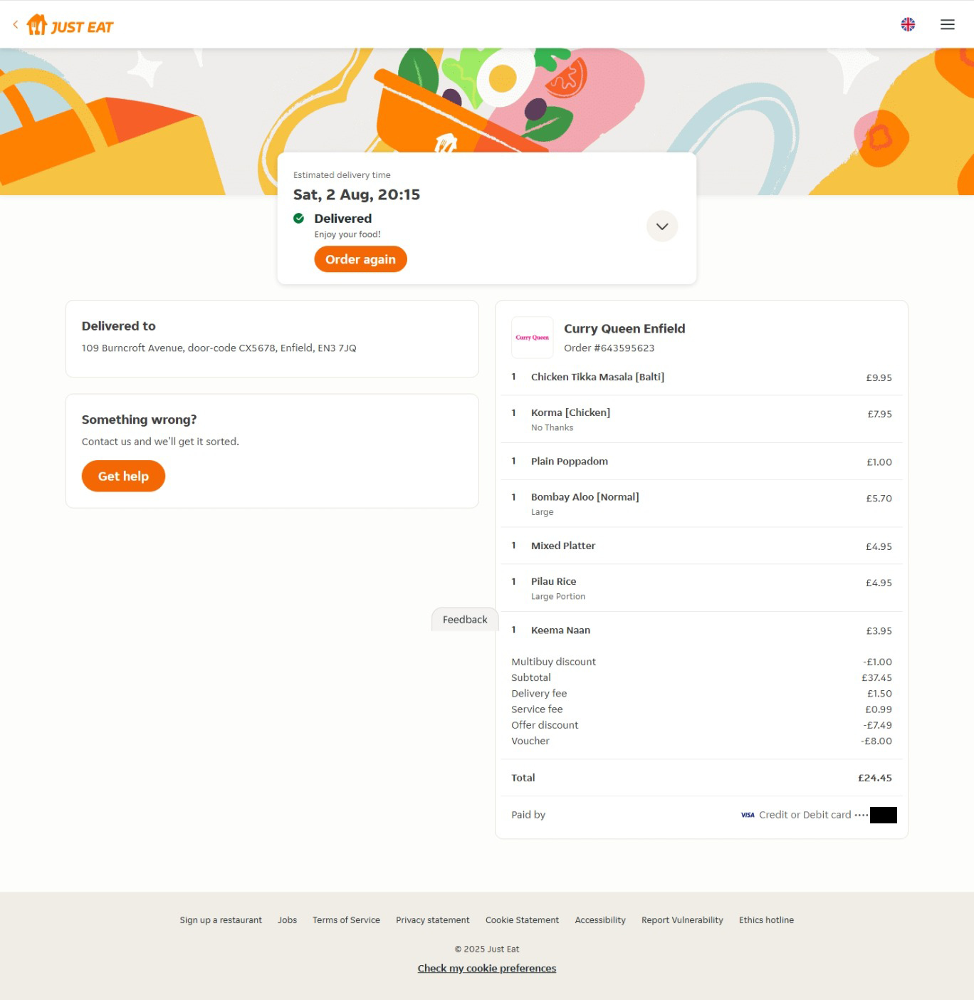 JUST EAT
Estimated delivery time
Sat, 2 Aug, 20:15
Delivered
Enjoy your food!
Order again
Delivered to
109 Burncroft Avenue, door-code CX5678, Enfield, EN3 7JQ
Something wrong?
Contact us and we'll get it sorted.
Get help
Curry Queen
Curry Queen Enfield
Order #643595623
1 Chicken Tikka Masala [Balti] £9.95
1 Korma [Chicken] £7.95
No Thanks
1 Plain Poppadom £1.00
1 Bombay Aloo [Normal] £5.70
Large
1 Mixed Platter £4.95
1 Pilau Rice £4.95
Large Portion
Feedback
1 Keema Naan £3.95
Multibuy discount -£1.00
Subtotal £37.45
Delivery fee £1.50
Service fee £0.99
Offer discount -£7.49
Voucher -£8.00
Total £24.45
Paid by VISA Credit or Debit card ····
Sign up a restaurant Jobs Terms of Service Privacy statement Cookie Statement Accessibility Report Vulnerability Ethics hotline
© 2025 Just Eat
Check my cookie preferences